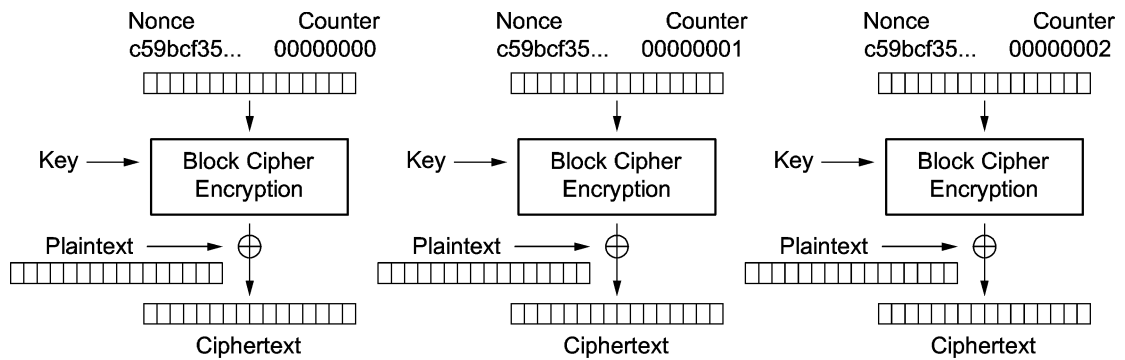 Nonce Counter Nonce Counter Nonce Counter
c59bcf35... 00000000 c59bcf35... 00000001 c59bcf35... 00000002
Key Block Cipher Encryption Key Block Cipher Encryption Key Block Cipher Encryption
Plaintext Plaintext Plaintext
Ciphertext Ciphertext Ciphertext